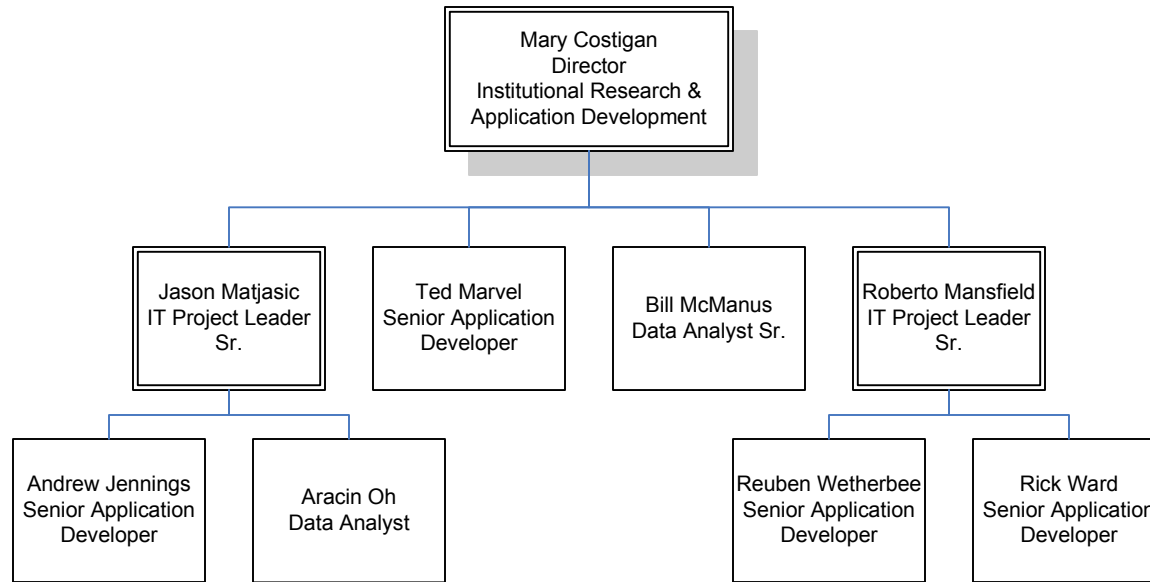 Mary Costigan
Director
Institutional Research &
Application Development
Jason Matjasic
IT Project Leader
Sr.
Ted Marvel
Senior Application
Developer
Bill McManus
Data Analyst Sr.
Roberto Mansfield
IT Project Leader
Sr.
Andrew Jennings
Senior Application
Developer
Aracin Oh
Data Analyst
Reuben Wetherbee
Senior Application
Developer
Rick Ward
Senior Application
Developer